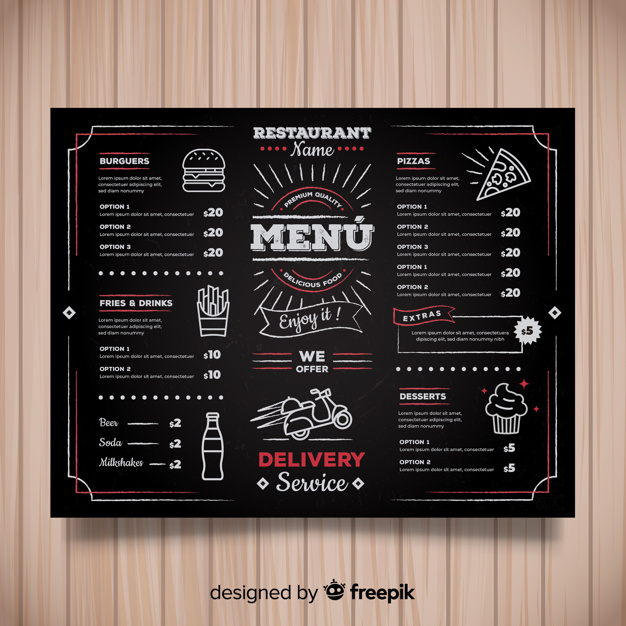 RESTAURANT
Name
BURGUERS
Lorem ipsum dolor sit amet,
consectetuer adipiscing elit,
sed diam nonummy
OPTION 1
Lorem ipsum dolor sit amet, consectetuer $20
OPTION 2
Lorem ipsum dolor sit amet, consectetuer $20
OPTION 3
Lorem ipsum dolor sit amet, consectetuer $20
FRIES & DRINKS
Lorem ipsum dolor sit amet,
consectetuer adipiscing elit,
sed diam nonummy
OPTION 1
Lorem ipsum dolor sit amet, consectetuer $10
OPTION 2
Lorem ipsum dolor sit amet, consectetuer $10
Beer $2
Soda $2
Milkshakes $2
PREMIUM QUALITY
MENÚ
DELICIOUS FOOD
Enjoy it !
WE
OFFER
DELIVERY
Service
PIZZAS
Lorem ipsum dolor sit amet,
consectetuer adipiscing elit,
sed diam nonummy
OPTION 1
Lorem ipsum dolor sit amet, consectetuer $20
OPTION 2
Lorem ipsum dolor sit amet, consectetuer $20
OPTION 3
Lorem ipsum dolor sit amet, consectetuer $20
OPTION 1
Lorem ipsum dolor sit amet, consectetuer $20
OPTION 2
Lorem ipsum dolor sit amet, consectetuer $20
EXTRAS
Lorem ipsum dolor sit amet, consectetuer
adipiscing elit, sed diam nonummy nibh
$5
DESSERTS
Lorem ipsum dolor sit amet,
consectetuer adipiscing elit,
sed diam nonummy
OPTION 1
Lorem ipsum dolor sit amet, consectetuer $5
OPTION 2
Lorem ipsum dolor sit amet, consectetuer $5
designed by freepik